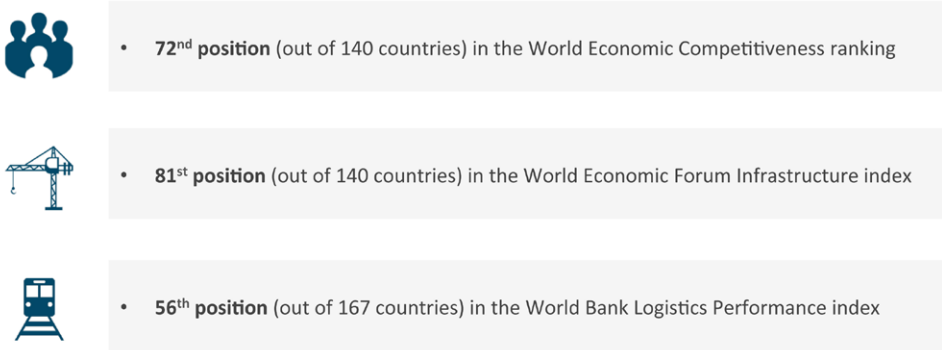 • 72nd position (out of 140 countries) in the World Economic Competitiveness ranking
• 81st position (out of 140 countries) in the World Economic Forum Infrastructure index
• 56th position (out of 167 countries) in the World Bank Logistics Performance index